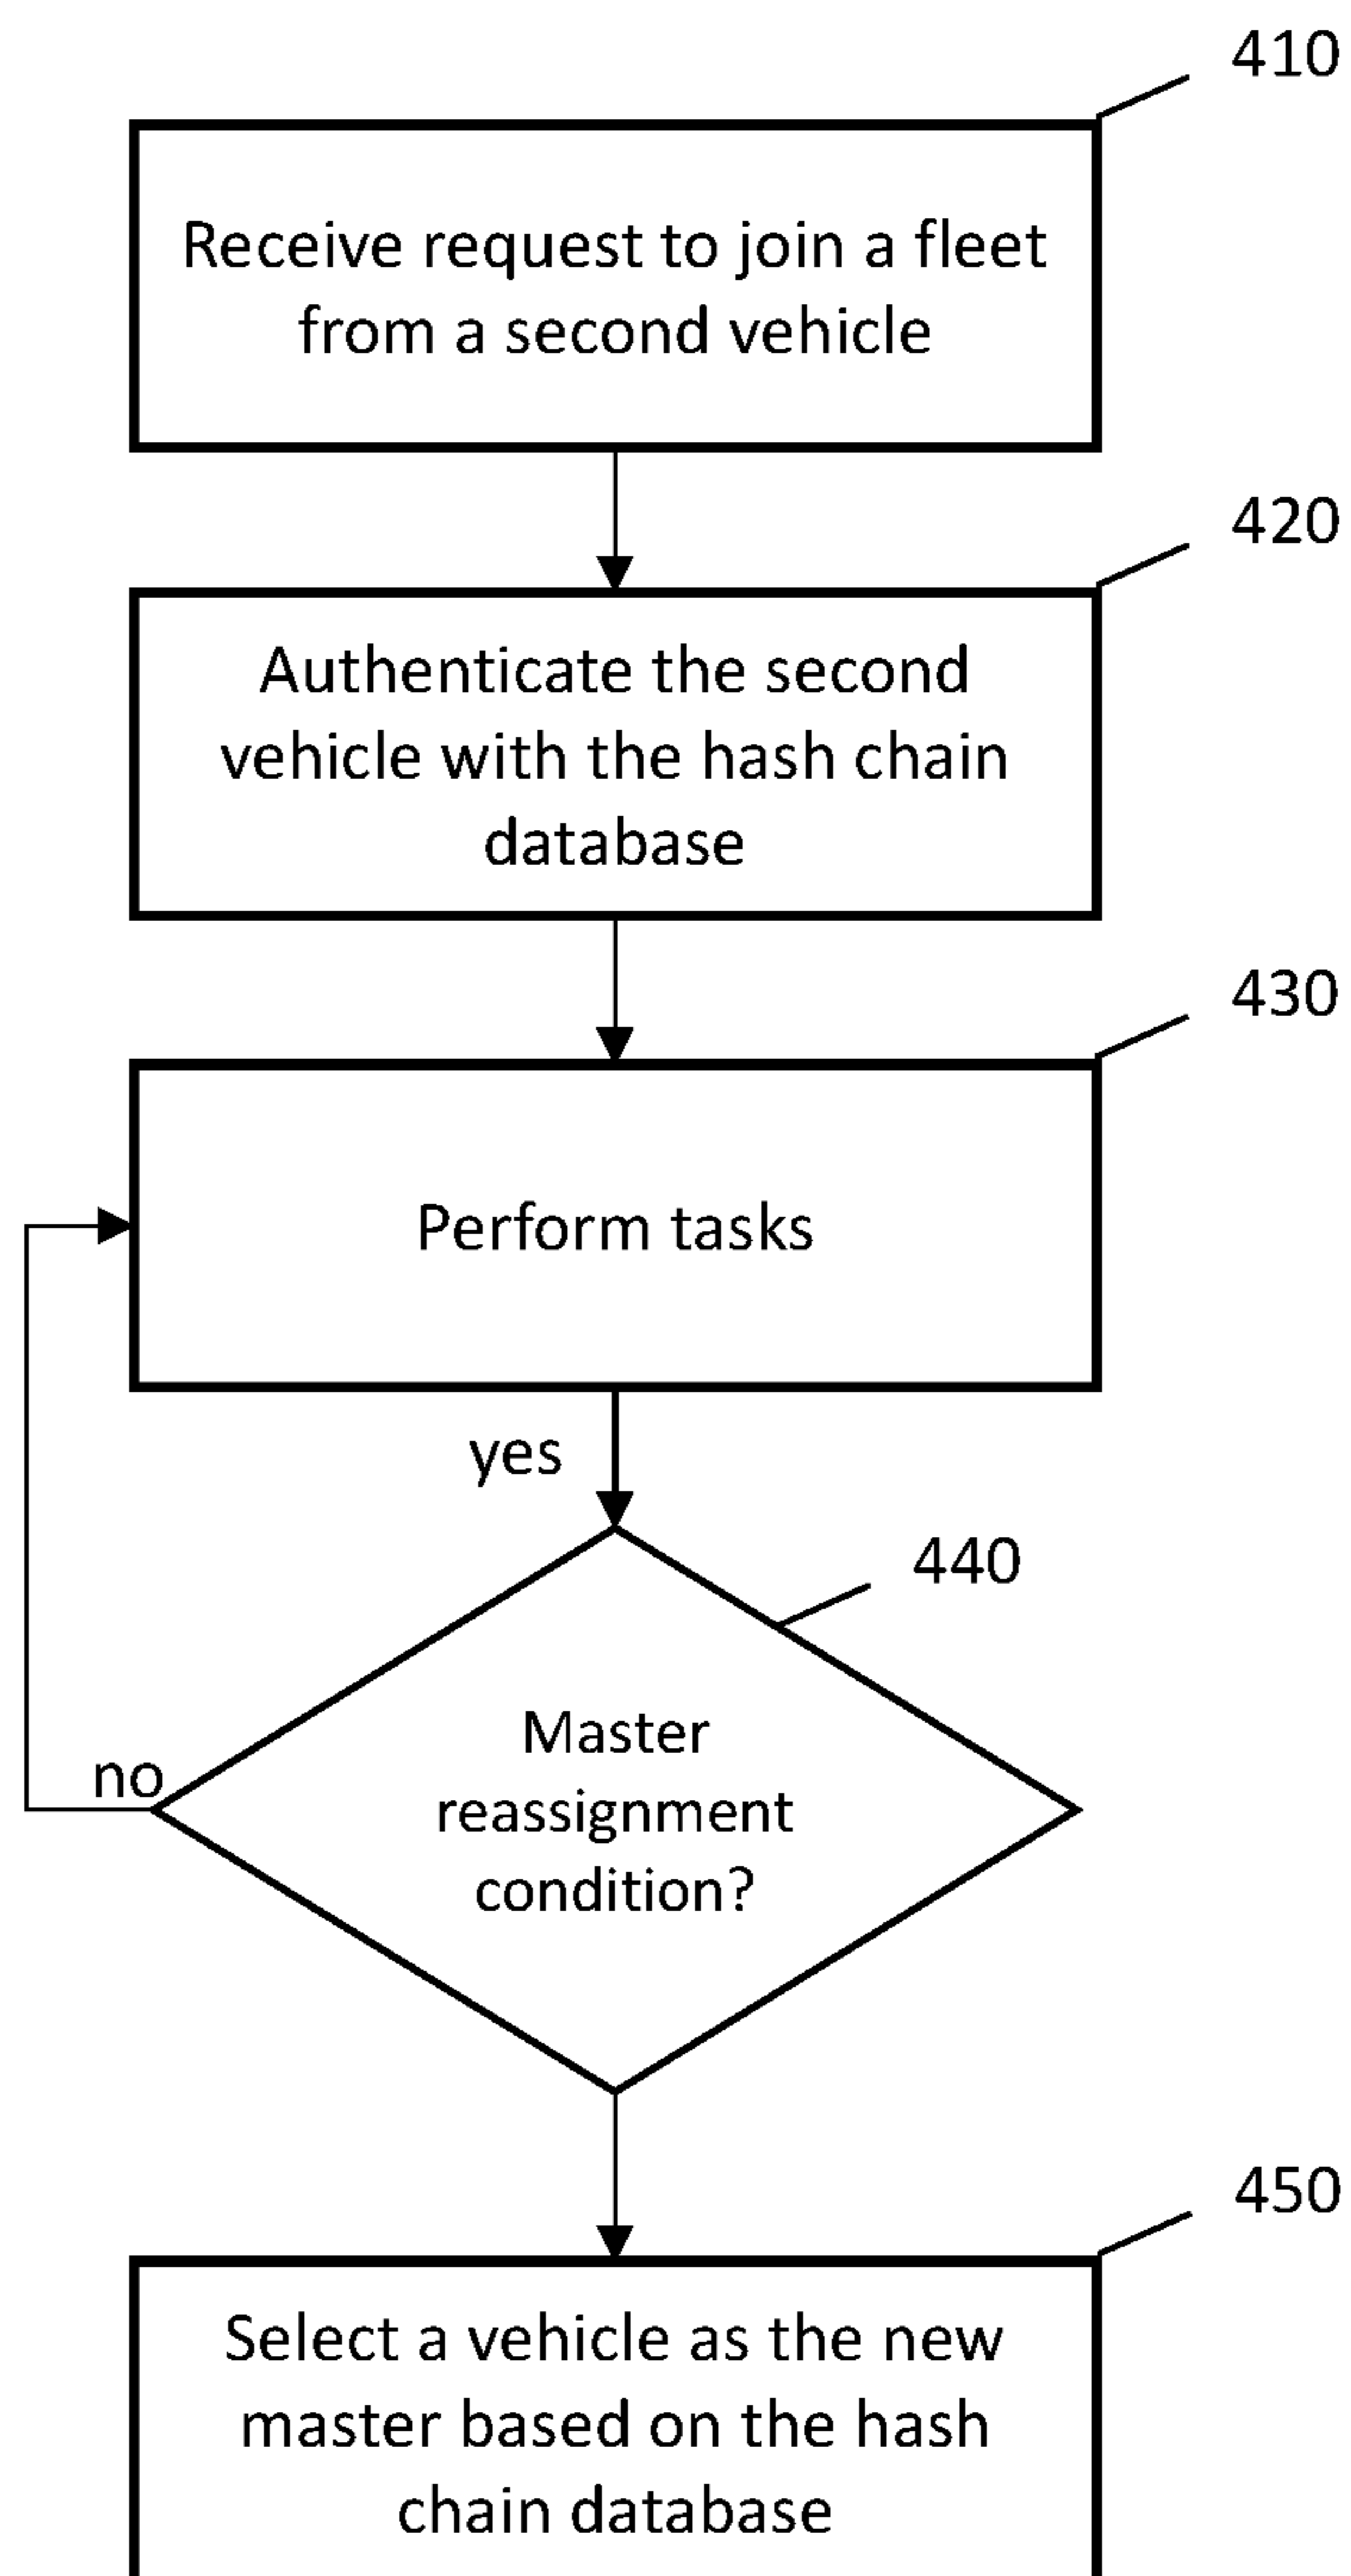 410
Receive request to join a fleet
from a second vehicle
420
Authenticate the second
vehicle with the hash chain
database
430
Perform tasks
yes
440
Master
reassignment
condition?
no
450
Select a vehicle as the new
master based on the hash
chain database